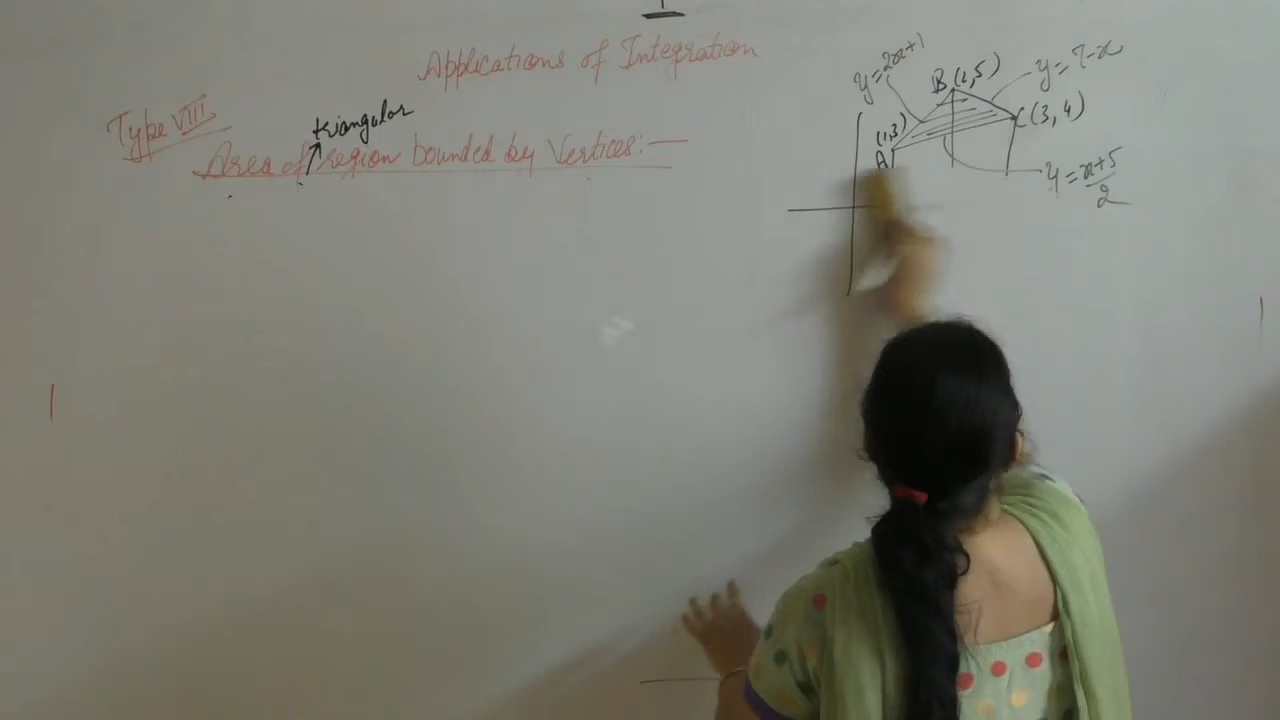 Applications of Integration
Type VIII
triangular
Area of region bounded by Vertices:—
y=2x+1
B(2,5)
y=7-x
(1,3)
A
C(3,4)
y=x+5/2